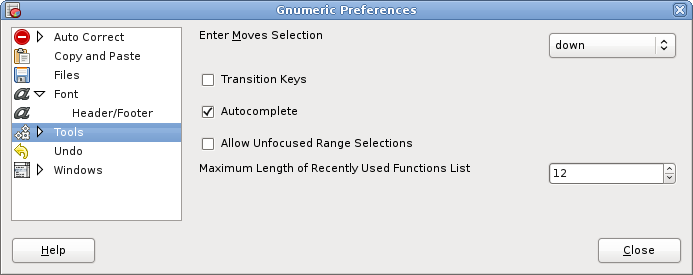 Gnumeric Preferences
Auto Correct
Copy and Paste
Files
Font
Header/Footer
Tools
Undo
Windows
Enter Moves Selection
down
Transition Keys
Autocomplete
Allow Unfocused Range Selections
Maximum Length of Recently Used Functions List
12
Help
Close